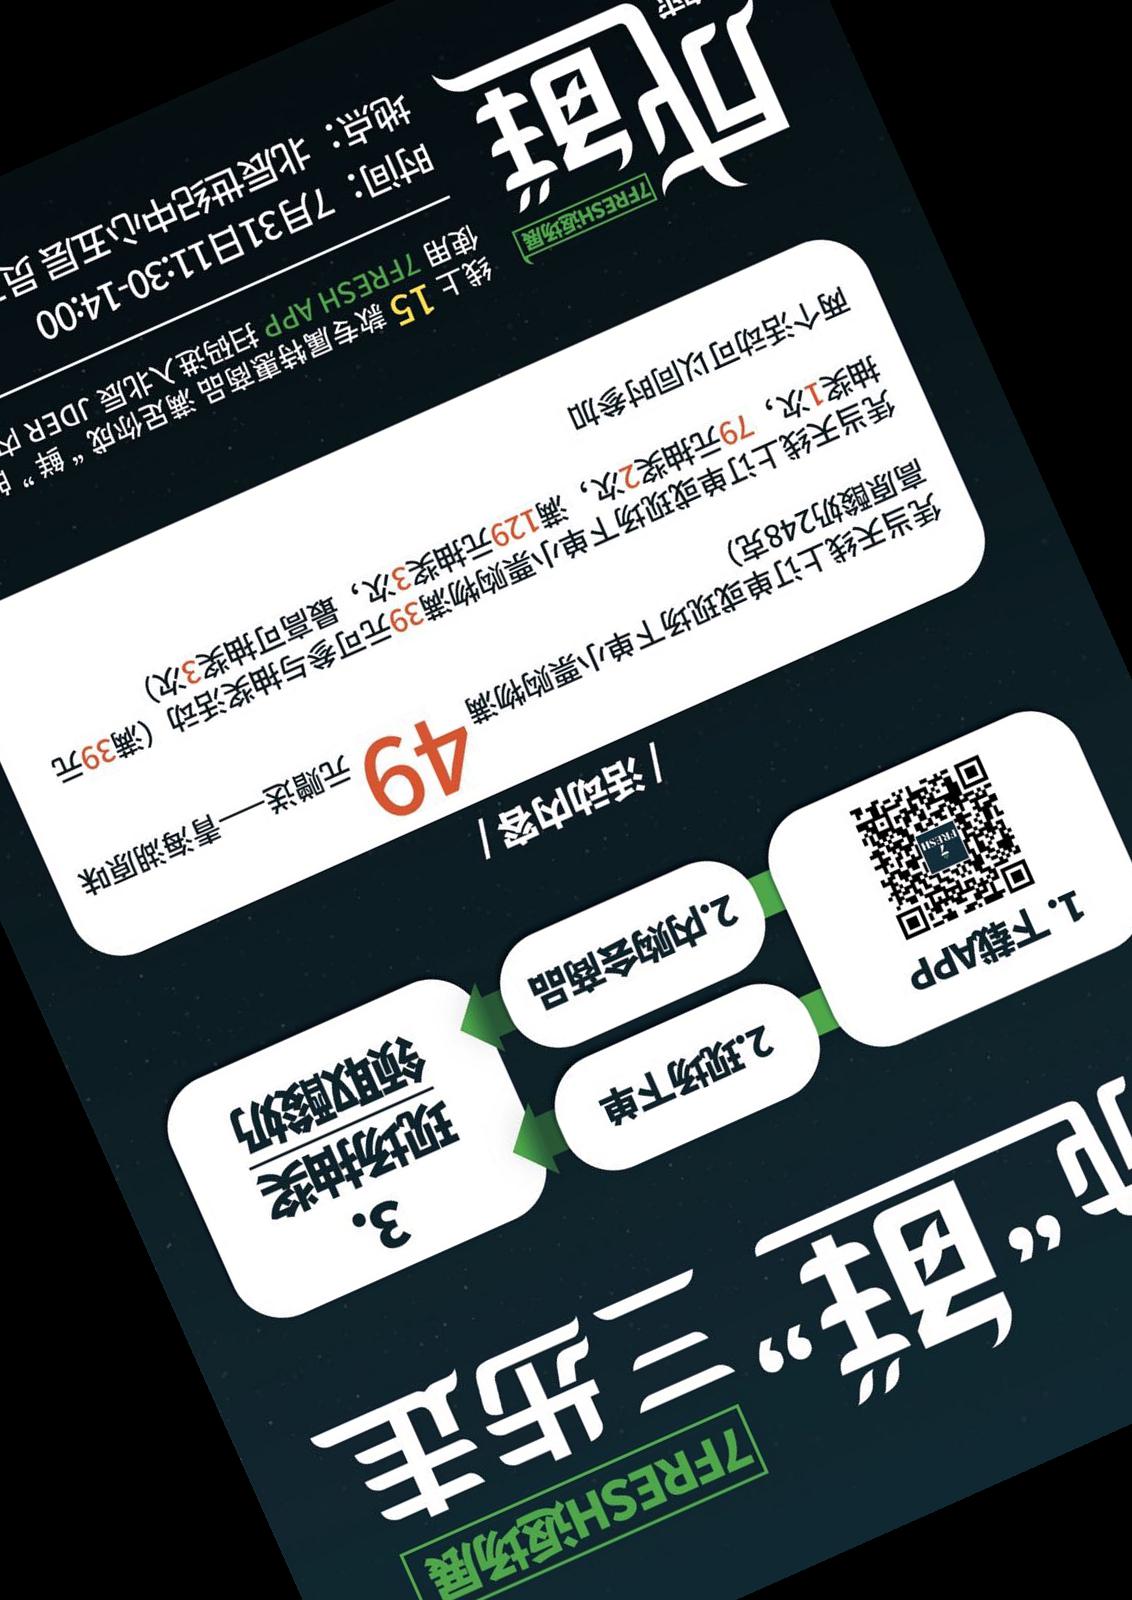 7FRESH返场展
“鲜”三步走
1.下载APP
2.现场下单
2.内购会商品
3.
现场抽奖
领取酸奶
/ 活动内容 /
凭当天线上订单或现场下单小票购物满49元赠送——青海湖原味
高原酸奶248克)
凭当天线上订单或现场下单小票购物满39元可参与抽奖活动（满39元
抽奖1次，79元抽奖2次，满129元抽奖3次，最高可抽奖3次）
两个活动可以同时参加
7FRESH返场展
鲜
线上 15 款专属特惠商品 满足你成“鲜”
使用 7FRESH APP 扫码进入北辰 JDER 内
时间：7月31日11:30-14:00
地点：北辰世纪中心五层 员